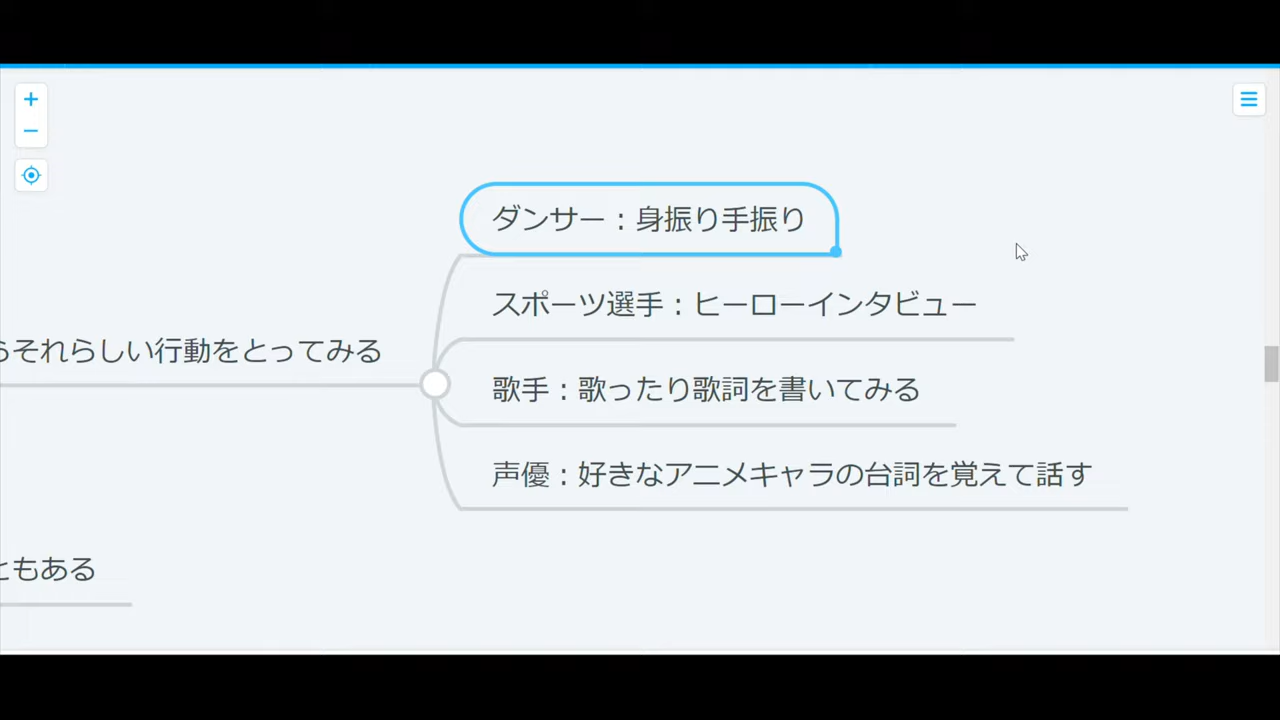 ダンサー：身振り手振り
スポーツ選手：ヒーローインタビュー
それらしい行動をとってみる
歌手：歌ったり歌詞を書いてみる
声優：好きなアニメキャラの台詞を覚えて話す
ともある